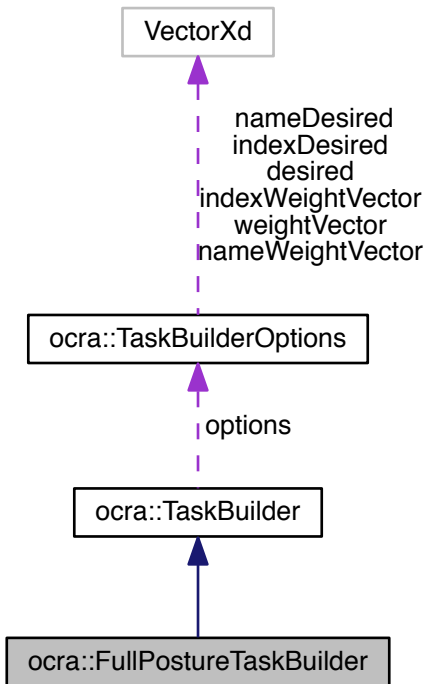 VectorXd
nameDesired
indexDesired
desired
indexWeightVector
weightVector
nameWeightVector
ocra::TaskBuilderOptions
options
ocra::TaskBuilder
ocra::FullPostureTaskBuilder